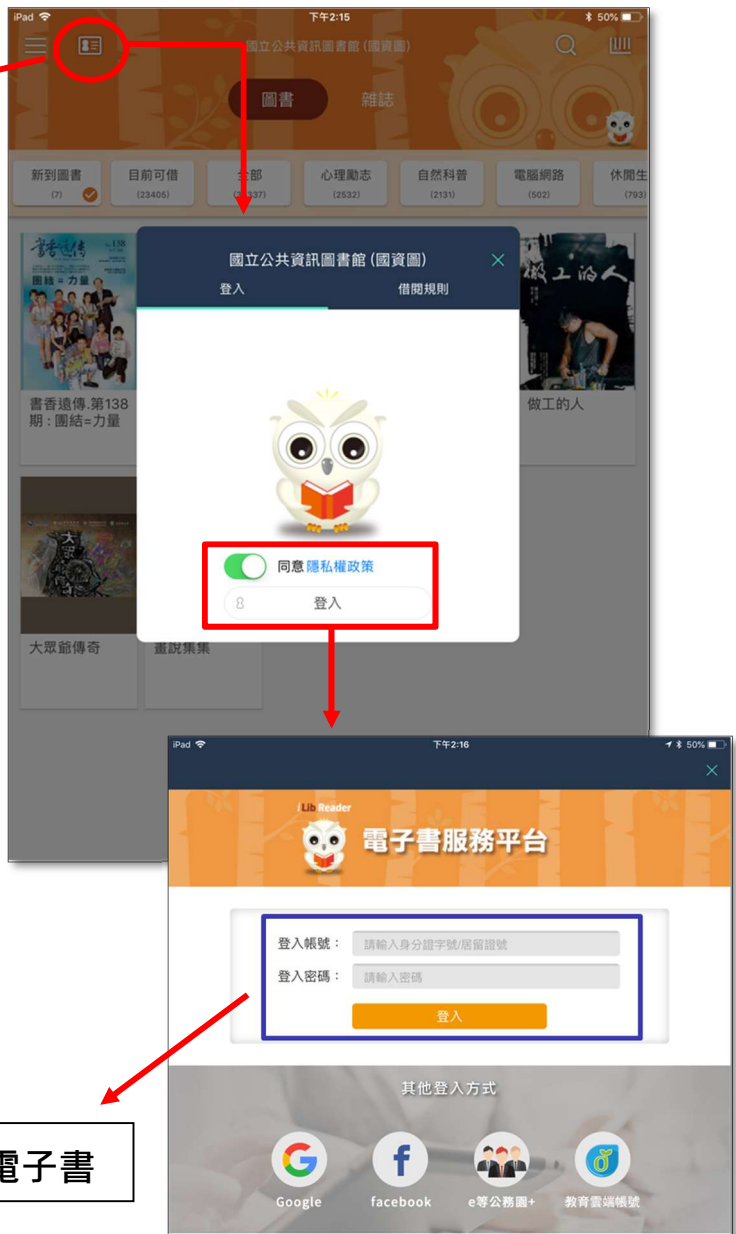 iPad 下午2:15 50%
國立公共資訊圖書館 (國資圖)
圖書 雜誌
新到圖書 目前可借 全部 心理勵志 自然科普 電腦網路 休閒生
(7) (23405) (2532) (2131) (502) (793)
書香遠傳 138
團結=力量
做工的人
國立公共資訊圖書館 (國資圖)
登入 借閱規則
書香遠傳.第138
期 : 團結=力量
做工的人
同意隱私權政策
登入
大眾爺傳奇 畫說集集
iPad 下午2:16 50%
iLib Reader
電子書服務平台
登入帳號： 請輸入身分證字號/居留證號
登入密碼： 請輸入密碼
登入
其他登入方式
電子書
Google facebook e等公務園+ 教育雲端帳號